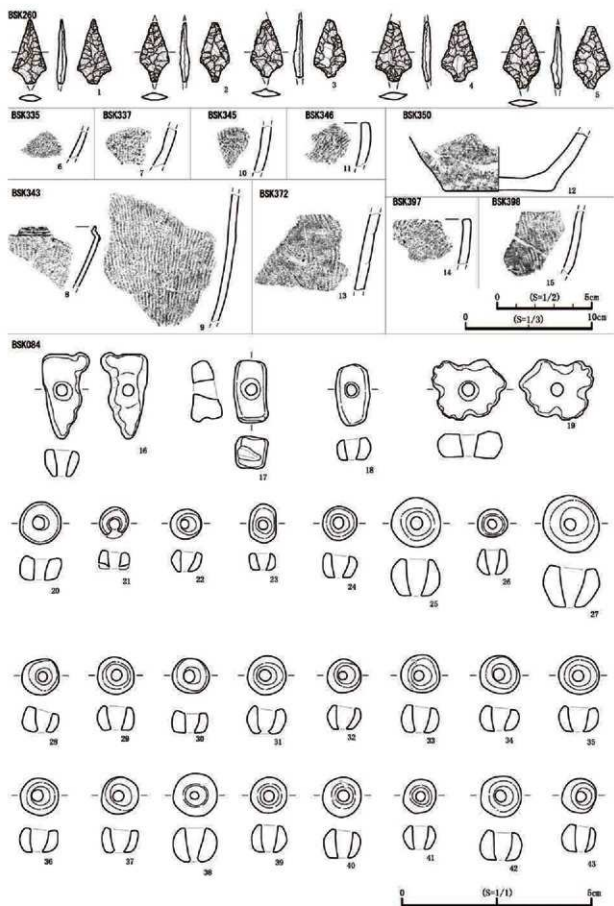 BSK260
1 2 3 4 5
BSK335 BSK337 BSK345 BSK346 BSK350
6 7 10 11 12
BSK343 BSK372 BSK397 BSK398
8 9 13 14 15
0 (S=1/2) 5cm
0 (S=1/3) 10cm
BSK084
16 17 18 19
20 21 22 23 24 25 26 27
28 29 30 31 32 33 34 35
36 37 38 39 40 41 42 43
0 (S=1/1) 5cm